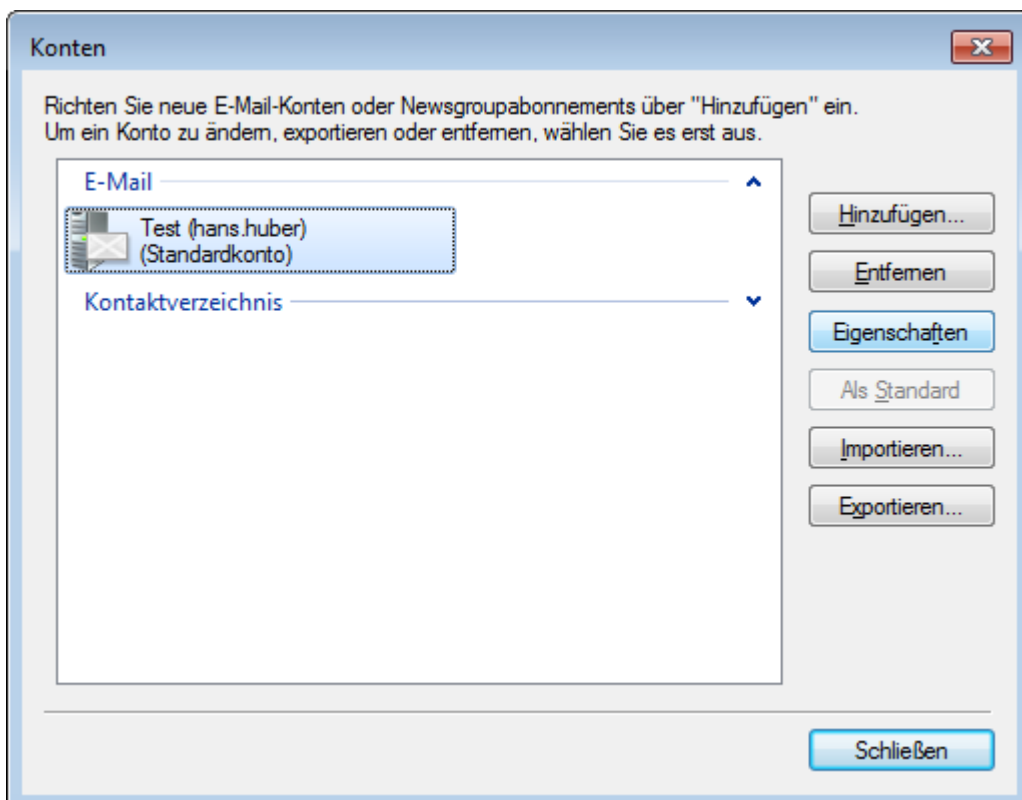 Konten
Richten Sie neue E-Mail-Konten oder Newsgroupabonnements über "Hinzufügen" ein.
Um ein Konto zu ändern, exportieren oder entfernen, wählen Sie es erst aus.
E-Mail
Test (hans.huber)
(Standardkonto)
Kontaktverzeichnis
Hinzufügen...
Entfernen
Eigenschaften
Als Standard
Importieren...
Exportieren...
Schließen